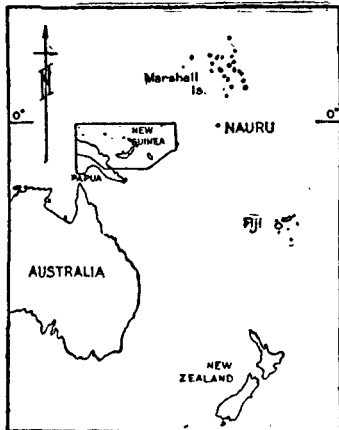 Marshall
Is.
0°
0°
NAURU
NEW
GUINEA
PAPUA
Fiji
AUSTRALIA
NEW
ZEALAND